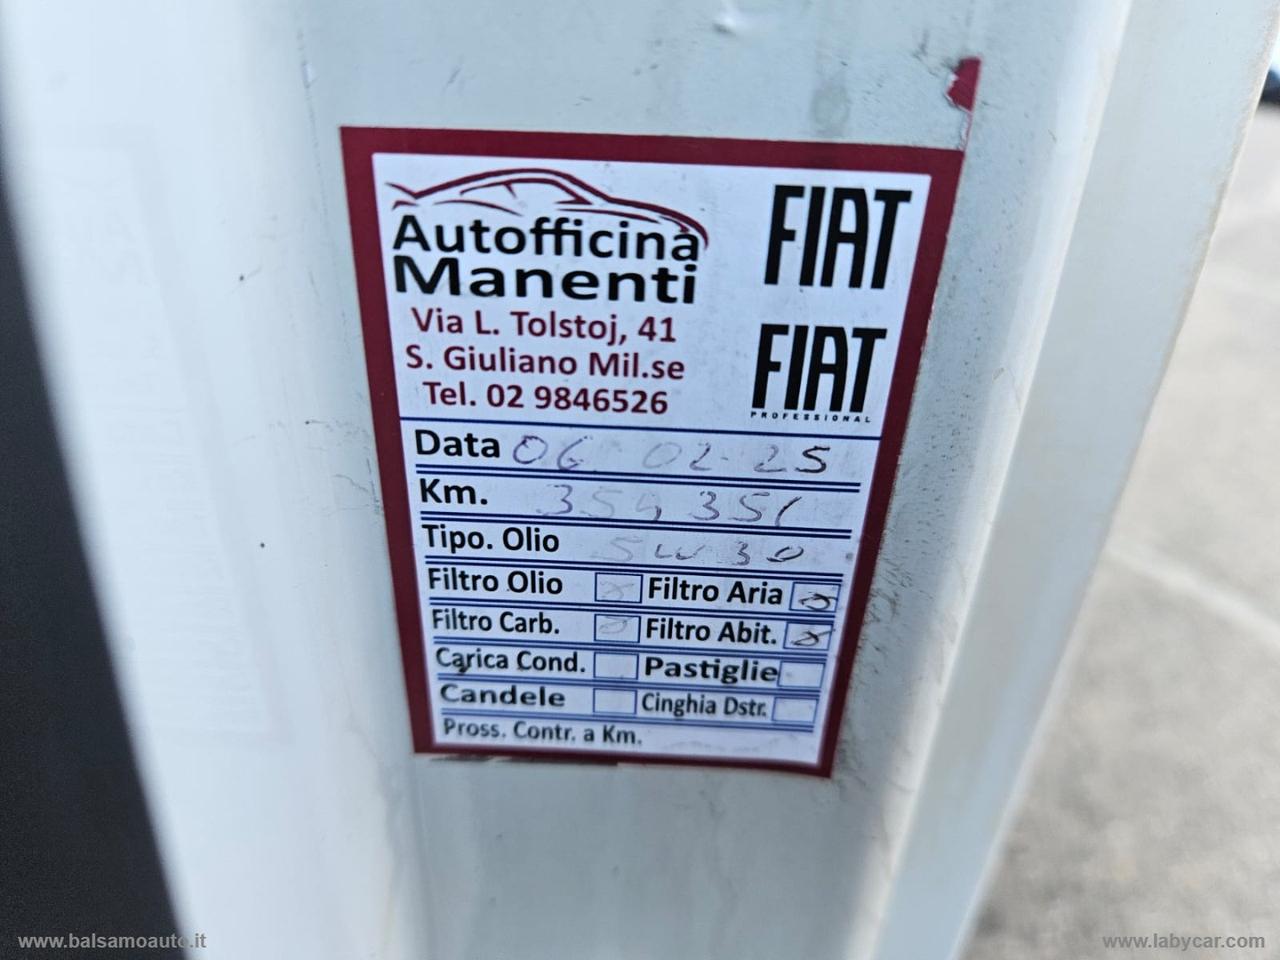 Autofficina
Manenti
Via L. Tolstoj, 41
S. Giuliano Mil.se
Tel. 02 9846526
FIAT
FIAT
PROFESSIONAL
Data 06 02-25
Km. 354351
Tipo. Olio 5W30
Filtro Olio x Filtro Aria x
Filtro Carb. Filtro Abit. x
Carica Cond. Pastiglie
Candele Cinghia Dstr.
Pross. Contr. a Km.
www.balsamoauto.it
www.labycar.com